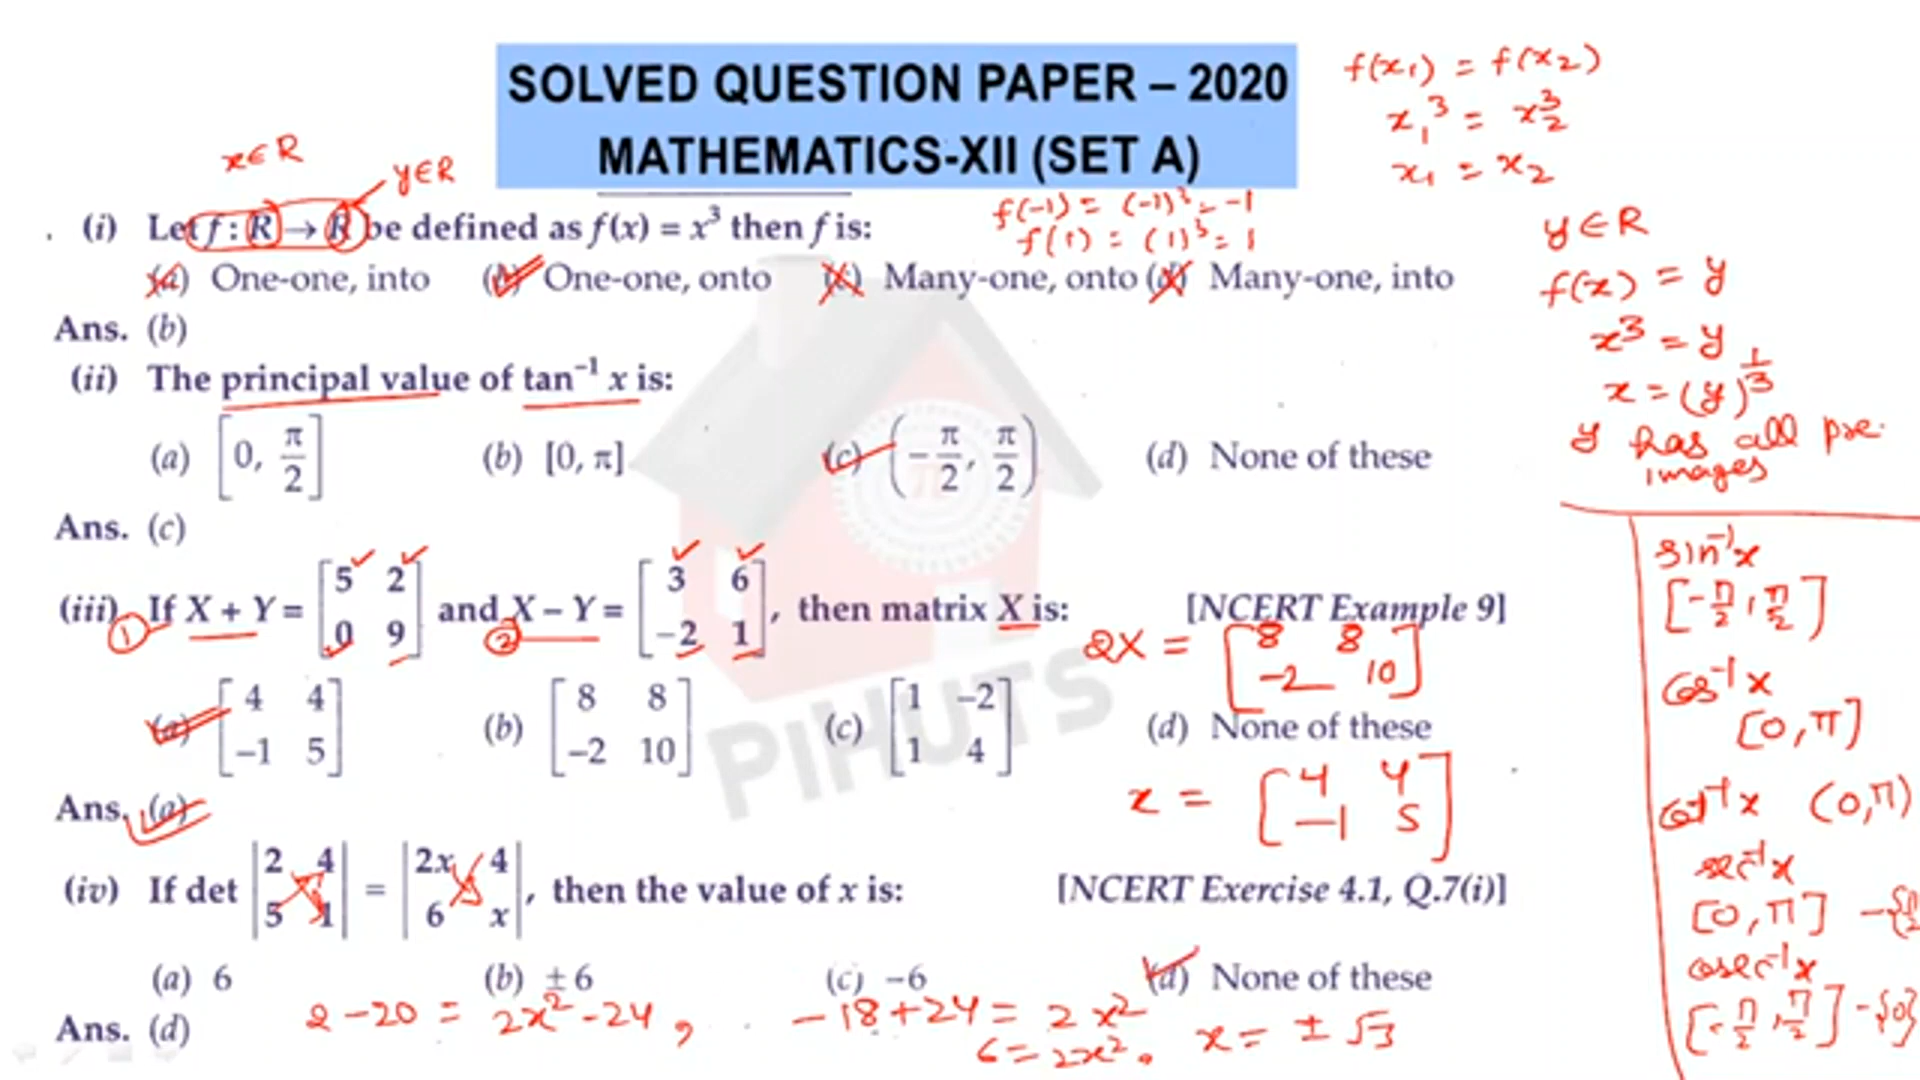 SOLVED QUESTION PAPER – 2020
MATHEMATICS-XII (SET A)
f(x₁) = f(x₂)
x₁³ = x₂³
x₁ = x₂
x∈R
y∈R
(i) Let f : R → R be defined as f(x) = x³ then f is:
f(-1) = (-1)³ = -1
f(1) = (1)³ = 1
(a) One-one, into (b) One-one, onto (c) Many-one, onto (d) Many-one, into
Ans. (b)
y∈R
f(x) = y
x³ = y
x = (y)^1/3
y has all pre-
images
(ii) The principal value of tan⁻¹ x is:
(a) [0, π/2] (b) [0, π] (c) (-π/2, π/2) (d) None of these
Ans. (c)
(iii) If X + Y = [5 2; 0 9] and X – Y = [3 6; –2 1], then matrix X is: [NCERT Example 9]
① ②
2X = [8 8; -2 10]
(a) [4 4; –1 5] (b) [8 8; –2 10] (c) [1 –2; 1 4] (d) None of these
x = [4 4; -1 5]
Ans. (a)
(iv) If det |2 4; 5 1| = |2x 4; 6 x|, then the value of x is: [NCERT Exercise 4.1, Q.7(i)]
(a) 6 (b) ± 6 (c) –6 (d) None of these
Ans. (d)
2-20 = 2x²-24, -18+24 = 2x²
6 = 2x². x = ±√3
sin⁻¹x
[-π/2, π/2]
cos⁻¹x
[0, π]
cot⁻¹x (0, π)
sec⁻¹x
[0, π] - {π/2
cosec⁻¹x
[-π/2, π/2] - {0}
PIHUTS